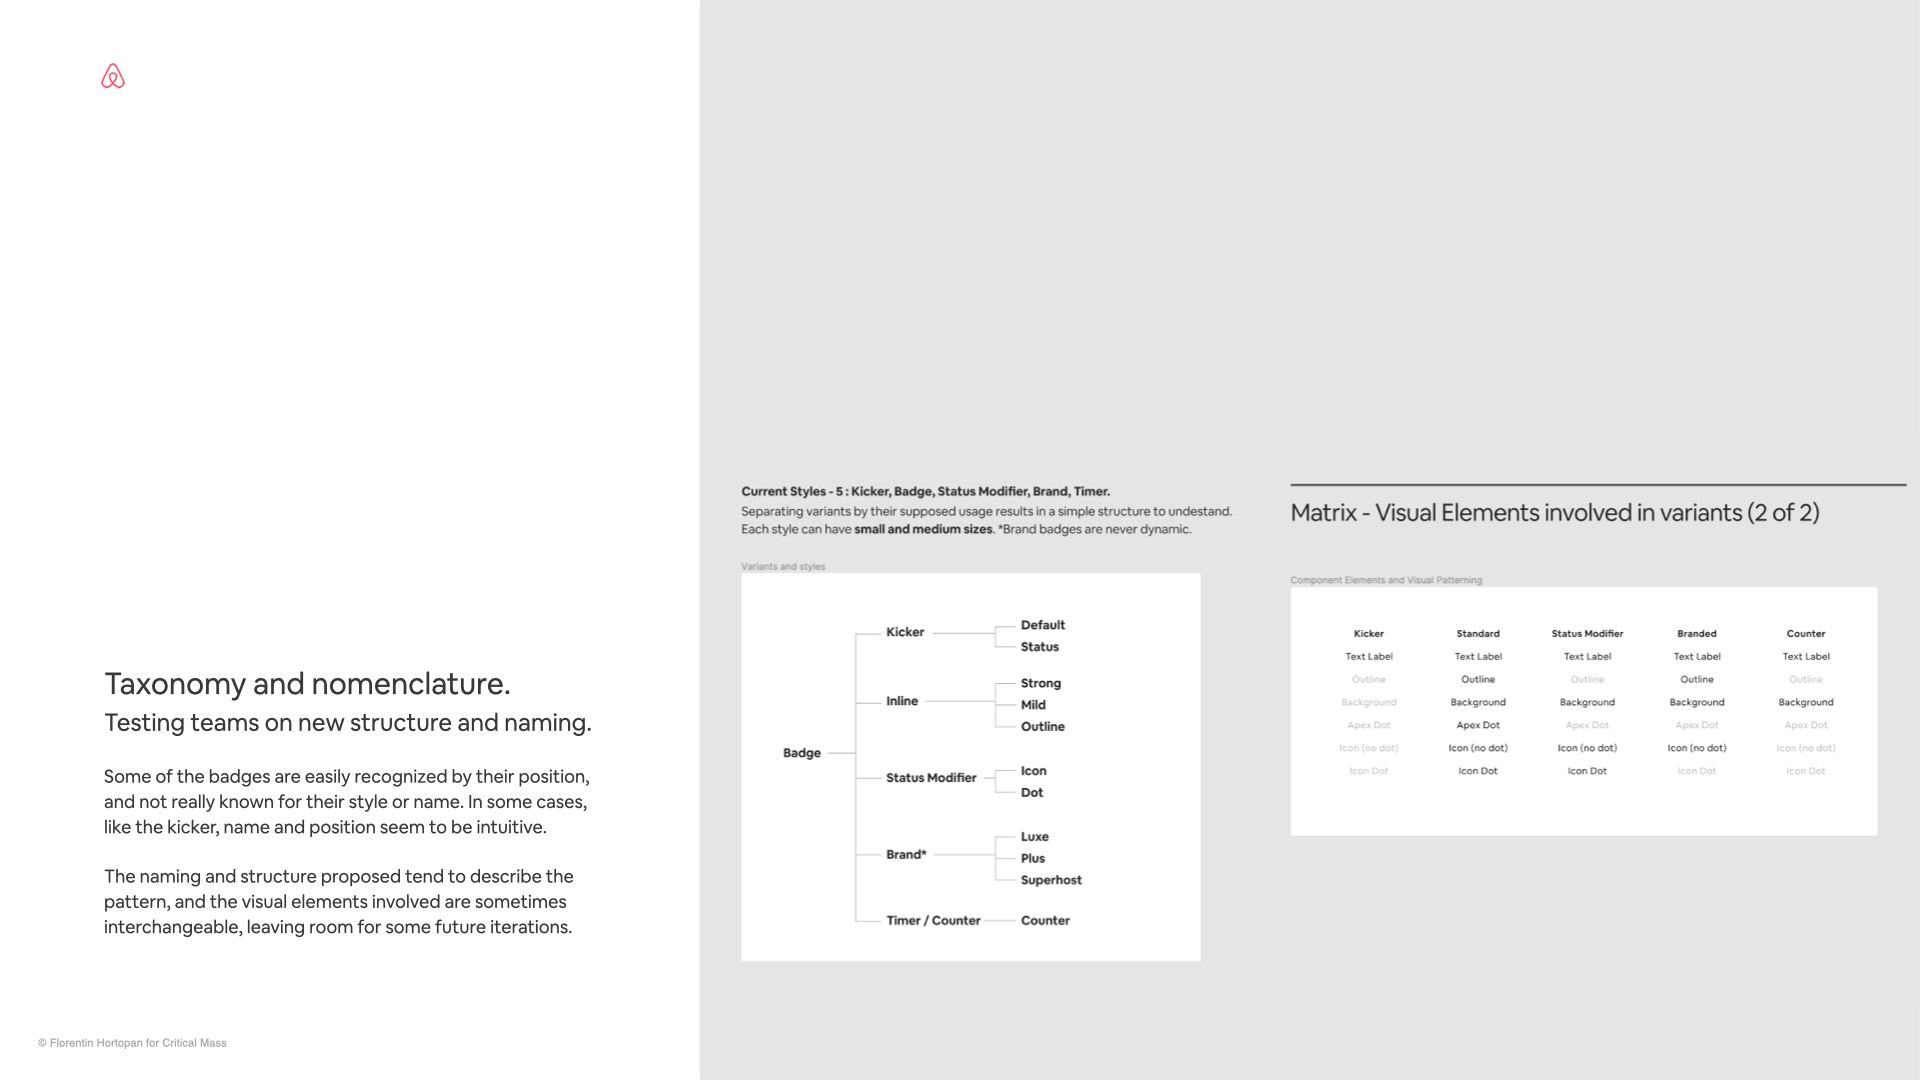 Taxonomy and nomenclature.
Testing teams on new structure and naming.
Some of the badges are easily recognized by their position,
and not really known for their style or name. In some cases,
like the kicker, name and position seem to be intuitive.
The naming and structure proposed tend to describe the
pattern, and the visual elements involved are sometimes
interchangeable, leaving room for some future iterations.
© Florentin Hortopan for Critical Mass
Current Styles - 5 : Kicker, Badge, Status Modifier, Brand, Timer.
Separating variants by their supposed usage results in a simple structure to undestand.
Each style can have small and medium sizes. *Brand badges are never dynamic.
Variants and styles
Badge
Kicker
Default
Status
Inline
Strong
Mild
Outline
Status Modifier
Icon
Dot
Brand*
Luxe
Plus
Superhost
Timer / Counter
Counter
Matrix - Visual Elements involved in variants (2 of 2)
Component Elements and Visual Patterning
Kicker Standard Status Modifier Branded Counter
Text Label Text Label Text Label Text Label Text Label
Outline Outline Outline Outline Outline
Background Background Background Background Background
Apex Dot Apex Dot Apex Dot Apex Dot Apex Dot
Icon (no dot) Icon (no dot) Icon (no dot) Icon (no dot) Icon (no dot)
Icon Dot Icon Dot Icon Dot Icon Dot Icon Dot